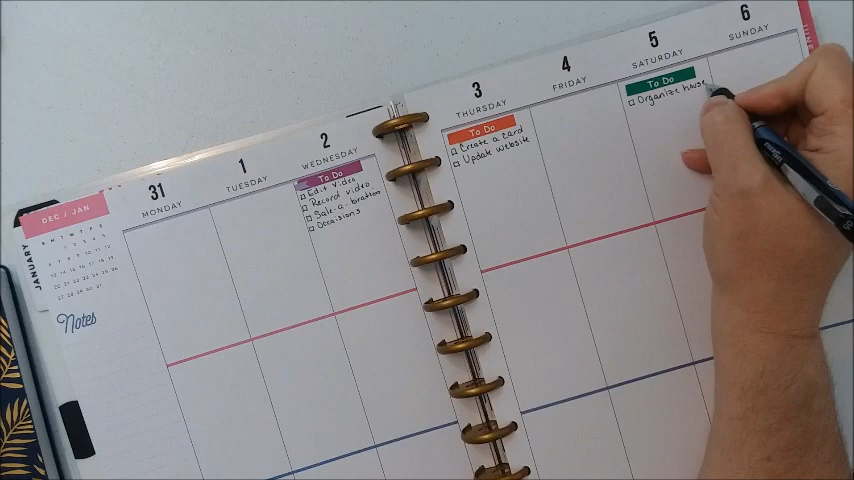 DEC / JAN
S M T W T F S
JANUARY
Notes
31
MONDAY
1
TUESDAY
2
WEDNESDAY
To Do
Edit Video
Record video
Sale-a-bration
Occasions
3
THURSDAY
To Do
Create a card
Update website
4
FRIDAY
5
SATURDAY
To Do
Organize house
6
SUNDAY